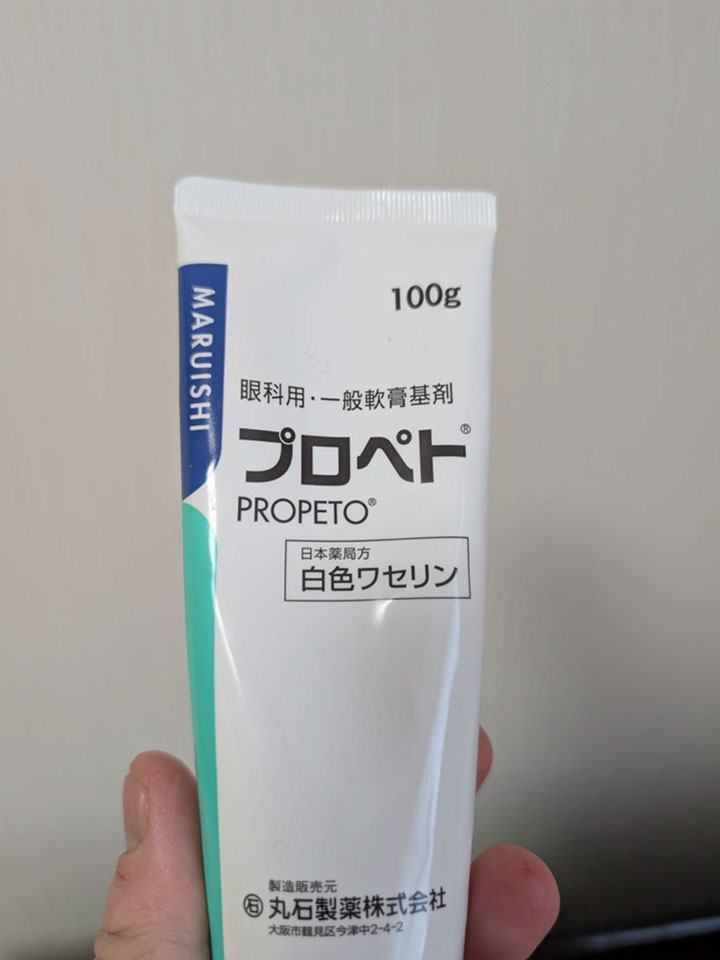 100g
MARUISHI
眼科用・一般軟膏基剤
プロペト®
PROPETO®
日本薬局方
白色ワセリン
製造販売元
石 丸石製薬株式会社
大阪市鶴見区今津中2-4-2